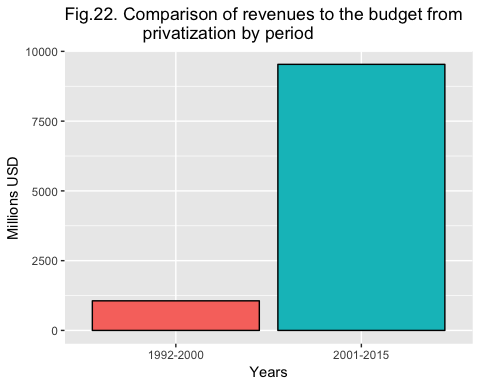 Fig.22. Comparison of revenues to the budget from
privatization by period
10000
7500
5000
2500
0
Millions USD
1992-2000
2001-2015
Years